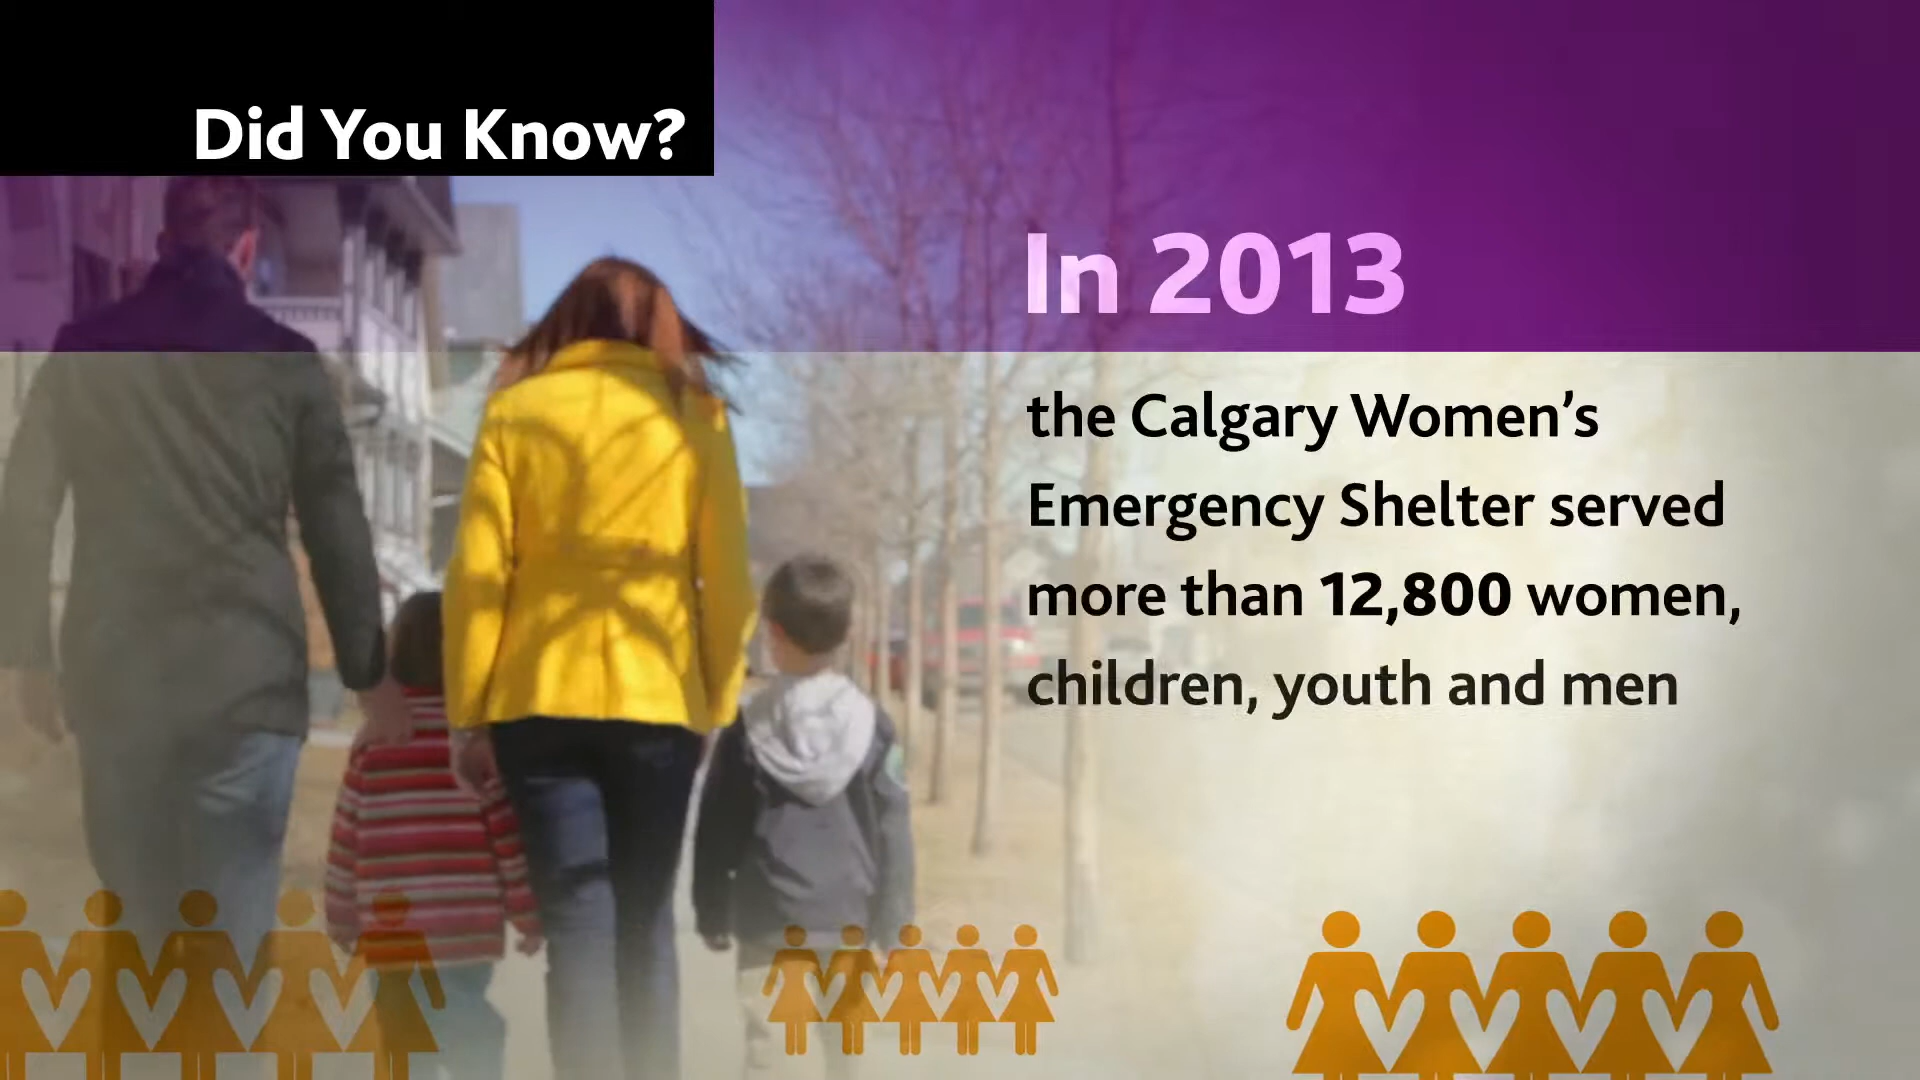 Did You Know?
In 2013
the Calgary Women’s
Emergency Shelter served
more than 12,800 women,
children, youth and men